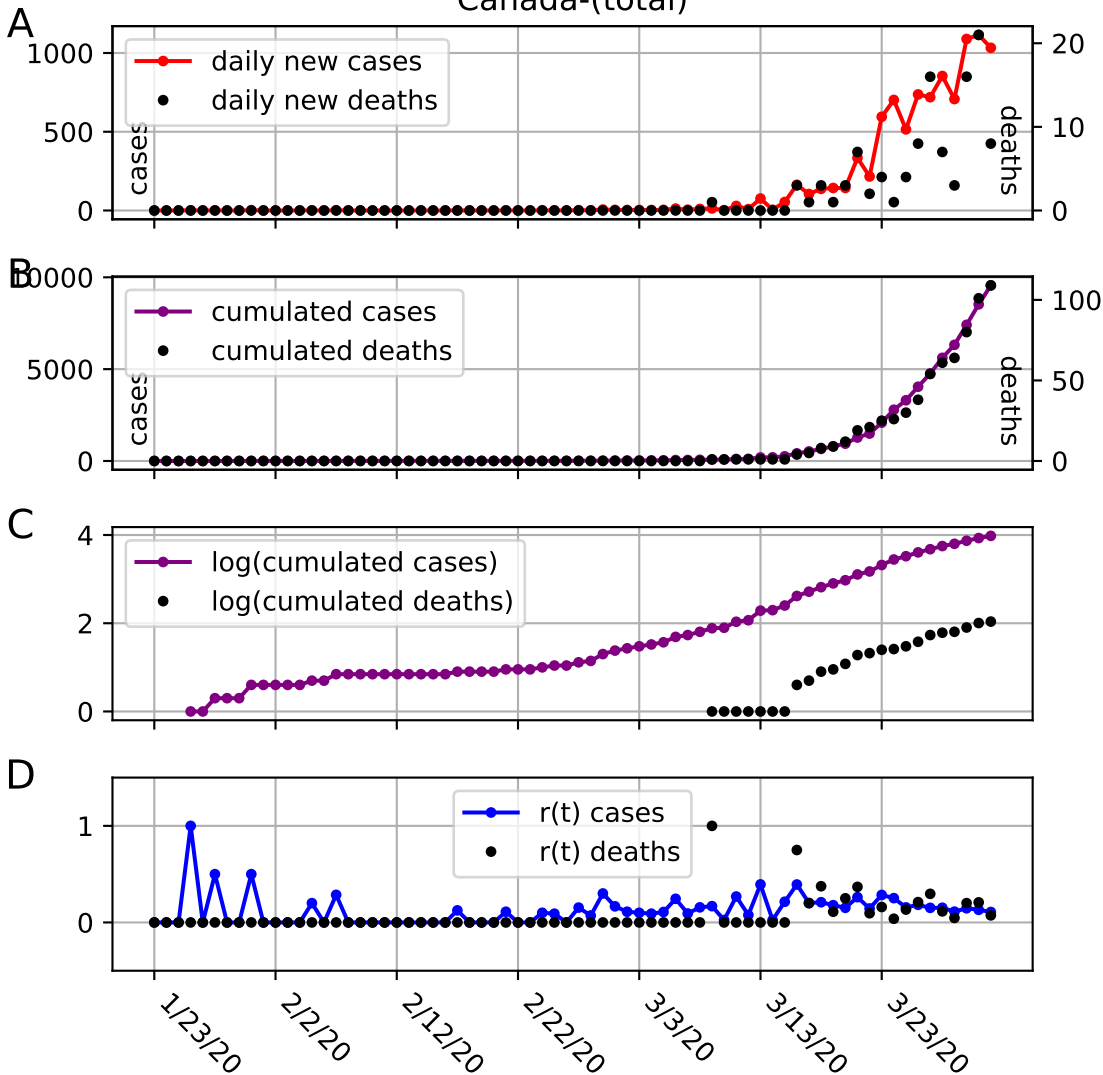 Canada-(total)
A
1000
500
0
cases
daily new cases
daily new deaths
20
10
0
deaths
B
10000
5000
0
cases
cumulated cases
cumulated deaths
100
50
0
deaths
C
4
2
0
log(cumulated cases)
log(cumulated deaths)
D
1
0
r(t) cases
r(t) deaths
1/23/20
2/2/20
2/12/20
2/22/20
3/3/20
3/13/20
3/23/20